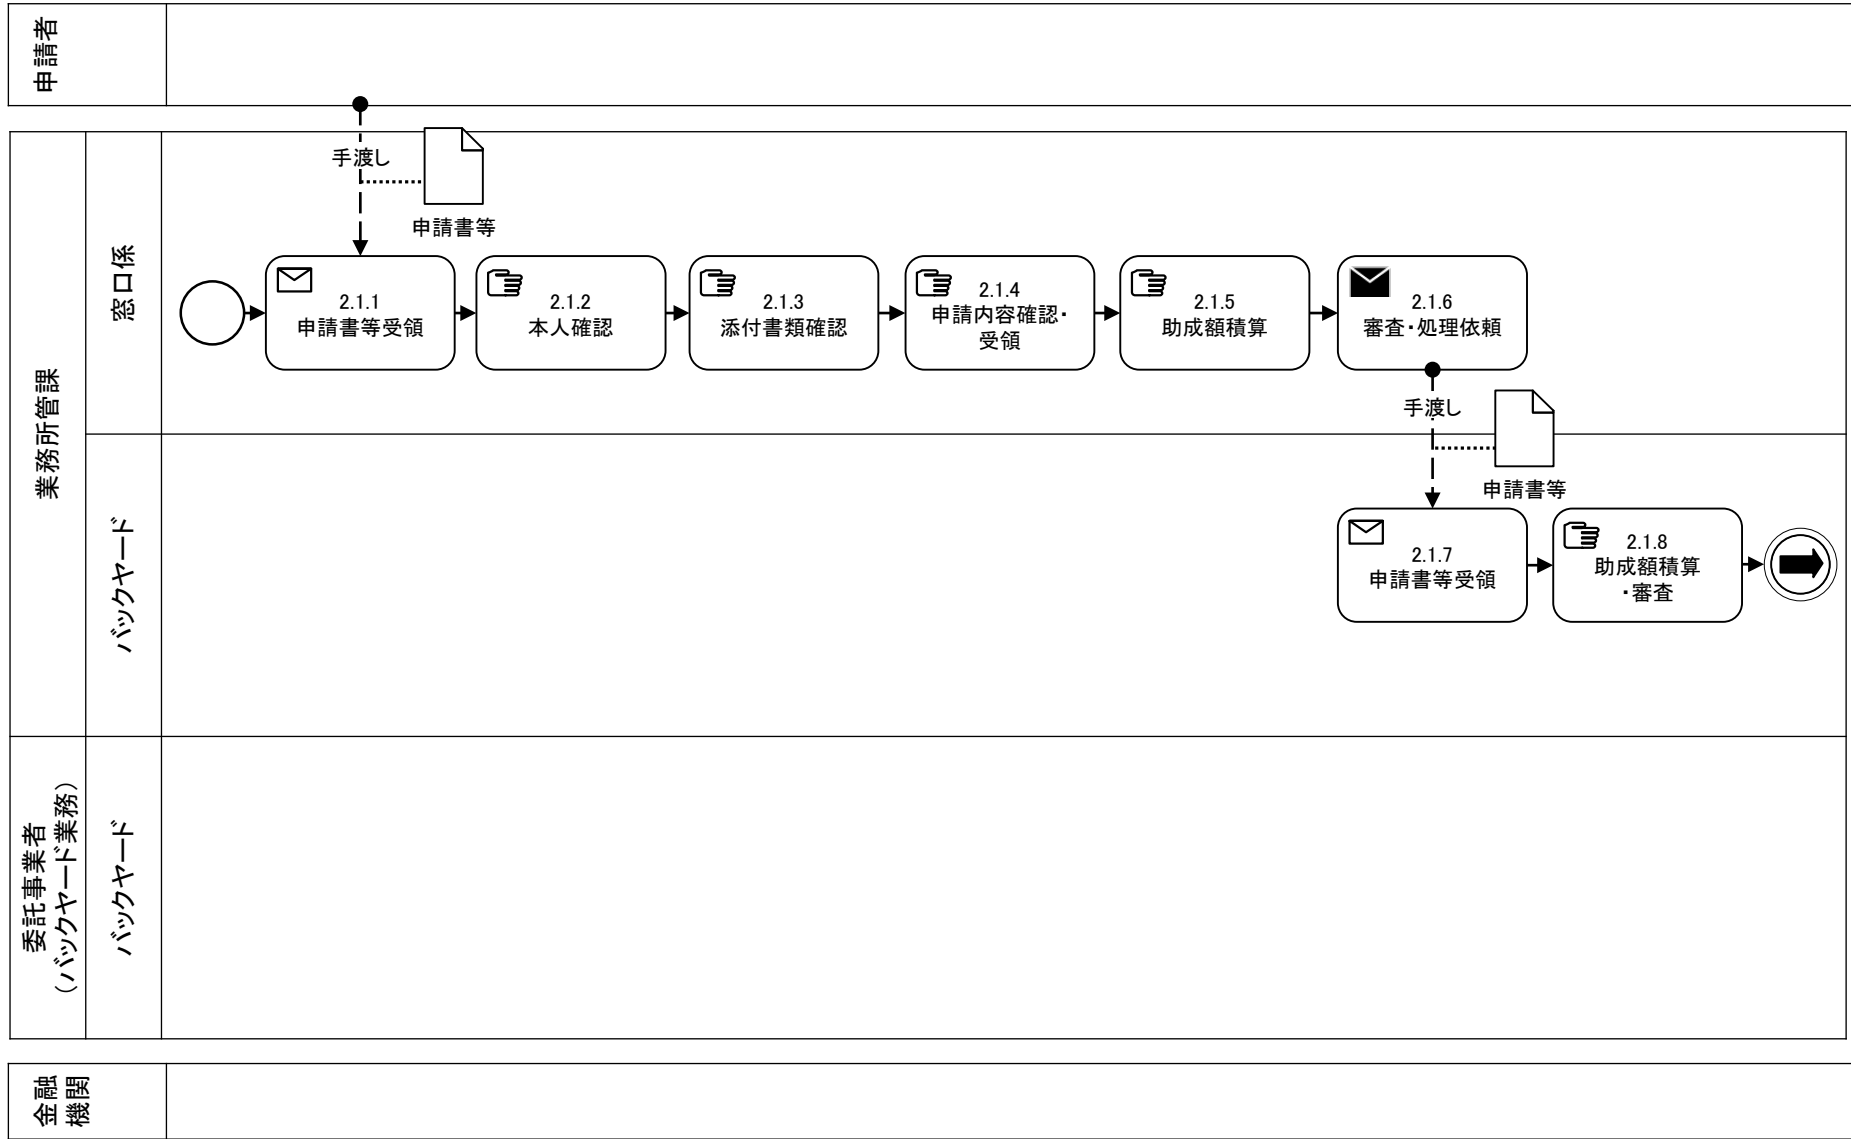 申請者
手渡し
申請書等
業務所管課
窓口係
2.1.1
申請書等受領
2.1.2
本人確認
2.1.3
添付書類確認
2.1.4
申請内容確認・
受領
2.1.5
助成額積算
2.1.6
審査・処理依頼
手渡し
申請書等
バックヤード
2.1.7
申請書等受領
2.1.8
助成額積算
・審査
委託事業者
（バックヤード業務）
バックヤード
金融
機関